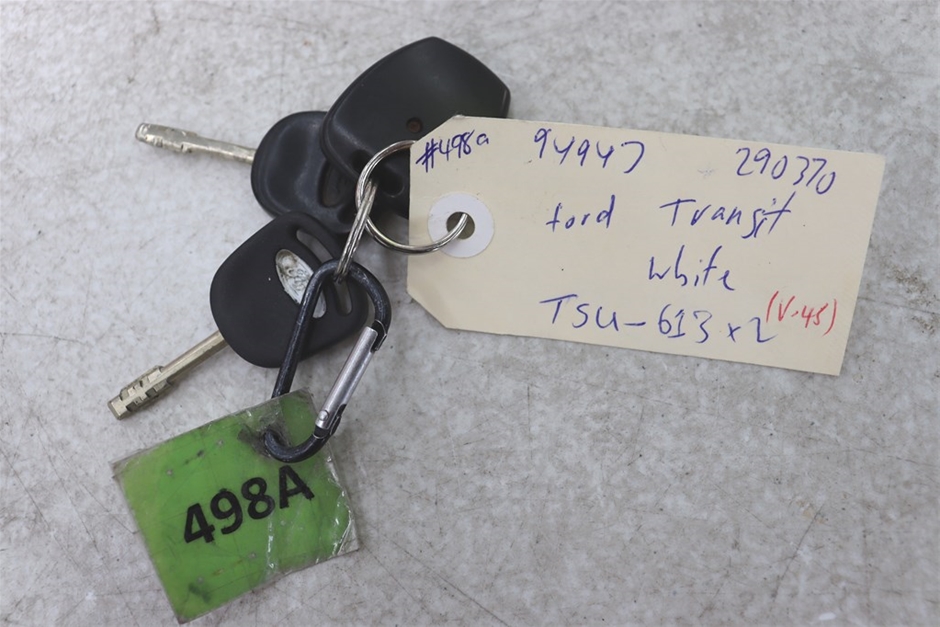 #498a 94947 290370
ford Transit
white
TSU-613 x2 (V.45)
498A